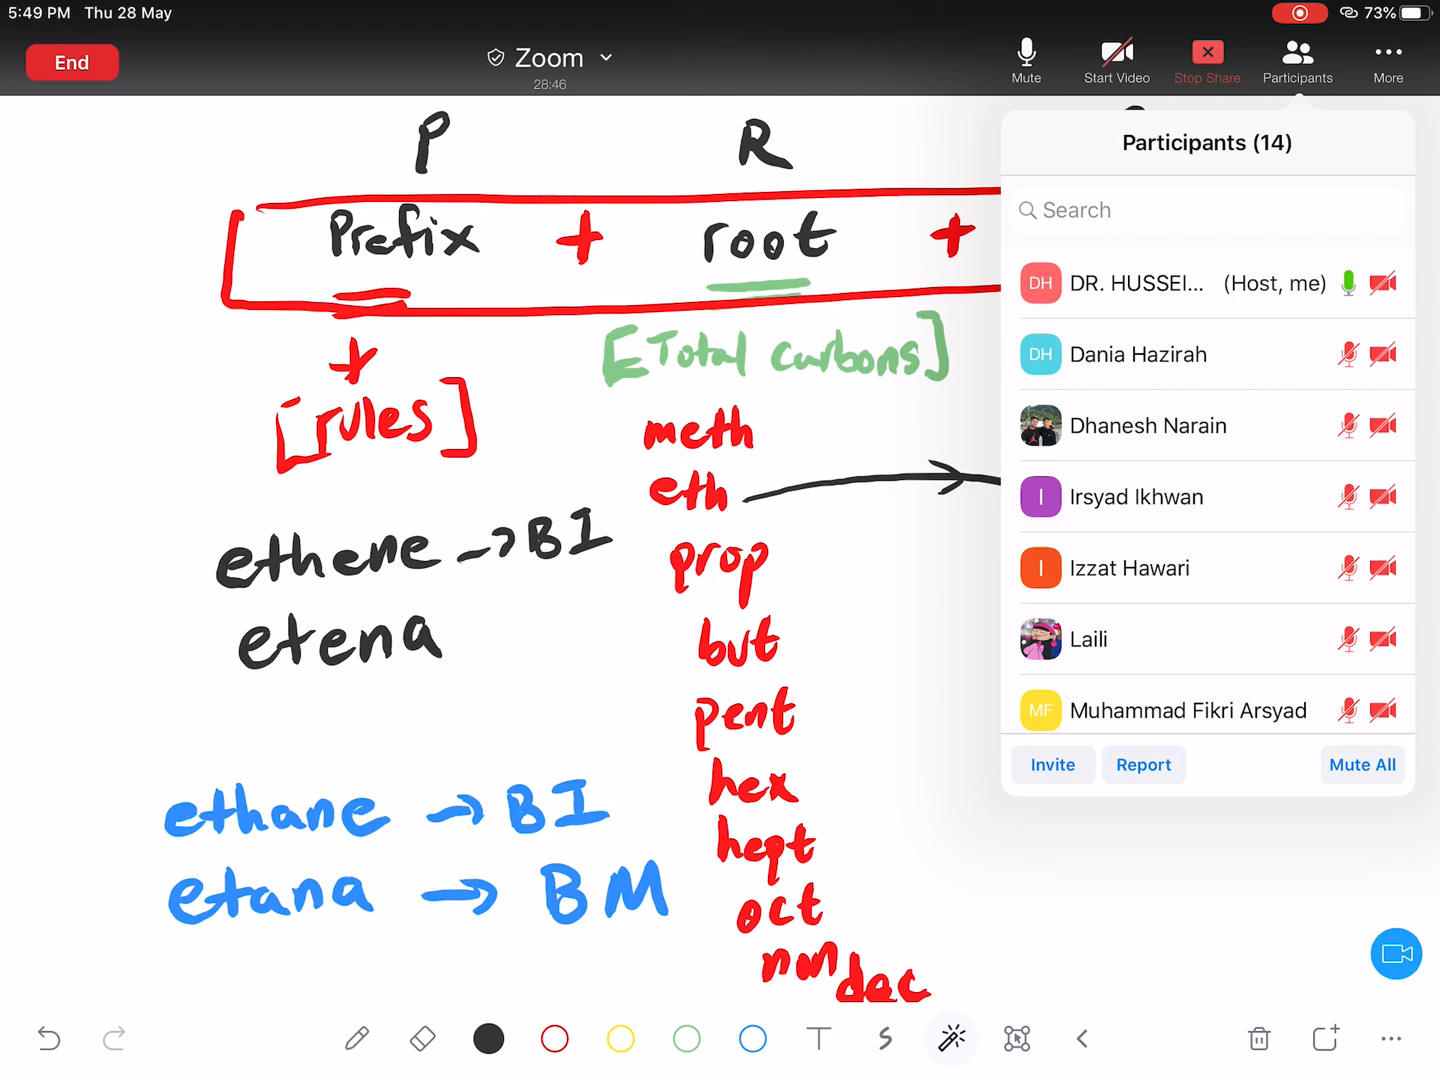 5:49 PM Thu 28 May
73%
End
Zoom
28:46
Mute
Start Video
Stop Share
Participants
More
P R
Prefix + root +
[Total carbons]
+
[rules]
meth
eth
prop
but
pent
hex
hept
oct
non
dec
ethene → BI
etena
ethane → BI
etana → BM
Participants (14)
Search
DH DR. HUSSEI... (Host, me)
DH Dania Hazirah
Dhanesh Narain
I Irsyad Ikhwan
I Izzat Hawari
Laili
MF Muhammad Fikri Arsyad
Invite Report Mute All
T